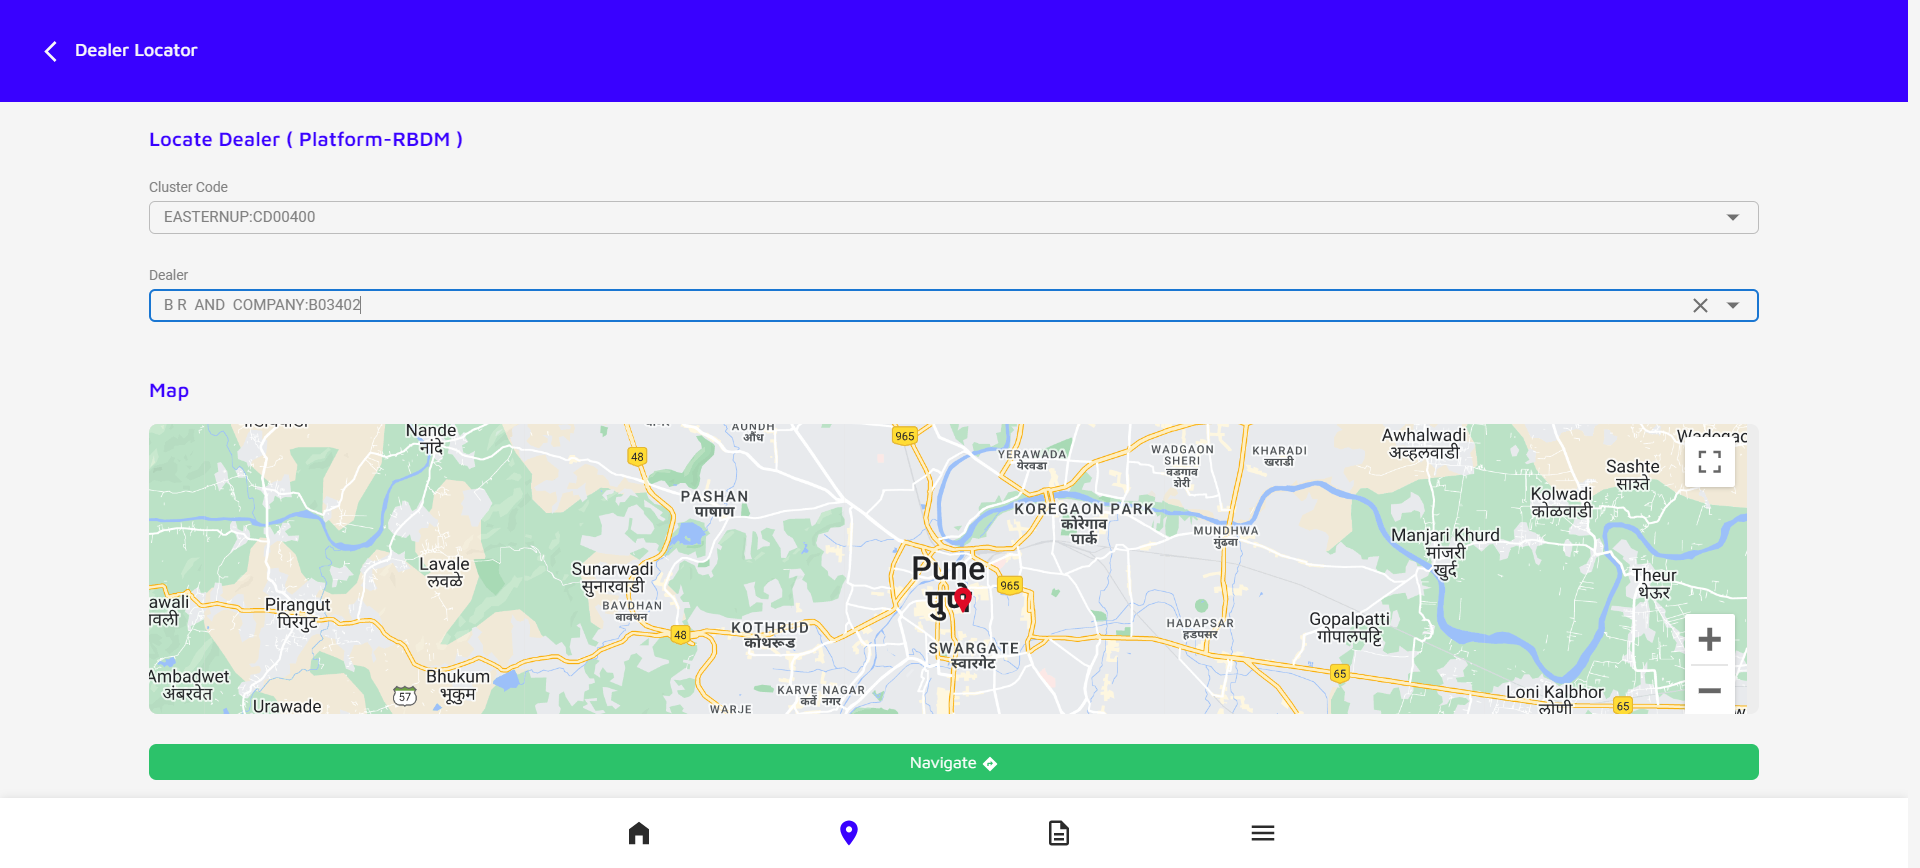 Dealer Locator
Locate Dealer ( Platform-RBDM )
Cluster Code
EASTERNUP:CD00400
Dealer
B R  AND  COMPANY:B03402
Map
Nande
नांदे
48
AUNDH
औंध
965
YERAWADA
येरवडा
WADGAON
SHERI
वडगाव
शेरी
KHARADI
खराडी
Awhalwadi
अव्हलवाडी
Sashte
साश्ते
PASHAN
पाषाण
KOREGAON PARK
कोरेगाव
पार्क
Kolwadi
कोळवाडी
MUNDHWA
मुंढवा
Manjari Khurd
मांजरी
खुर्द
Lavale
लवळे
Sunarwadi
सुनारवाडी
Pune
पुणे
965
Theur
थेऊर
awali
Pirangut
पिरंगुट
BAVDHAN
बावधन
48
KOTHRUD
कोथरूड
SWARGATE
स्वारगेट
HADAPSAR
हडपसर
Gopalpatti
गोपालपट्टि
Ambadwet
अंबरवेत
Bhukum
भूकुम
57
Urawade
KARVE NAGAR
कर्वे नगर
WARJE
65
Loni Kalbhor
लोणी
65
Navigate